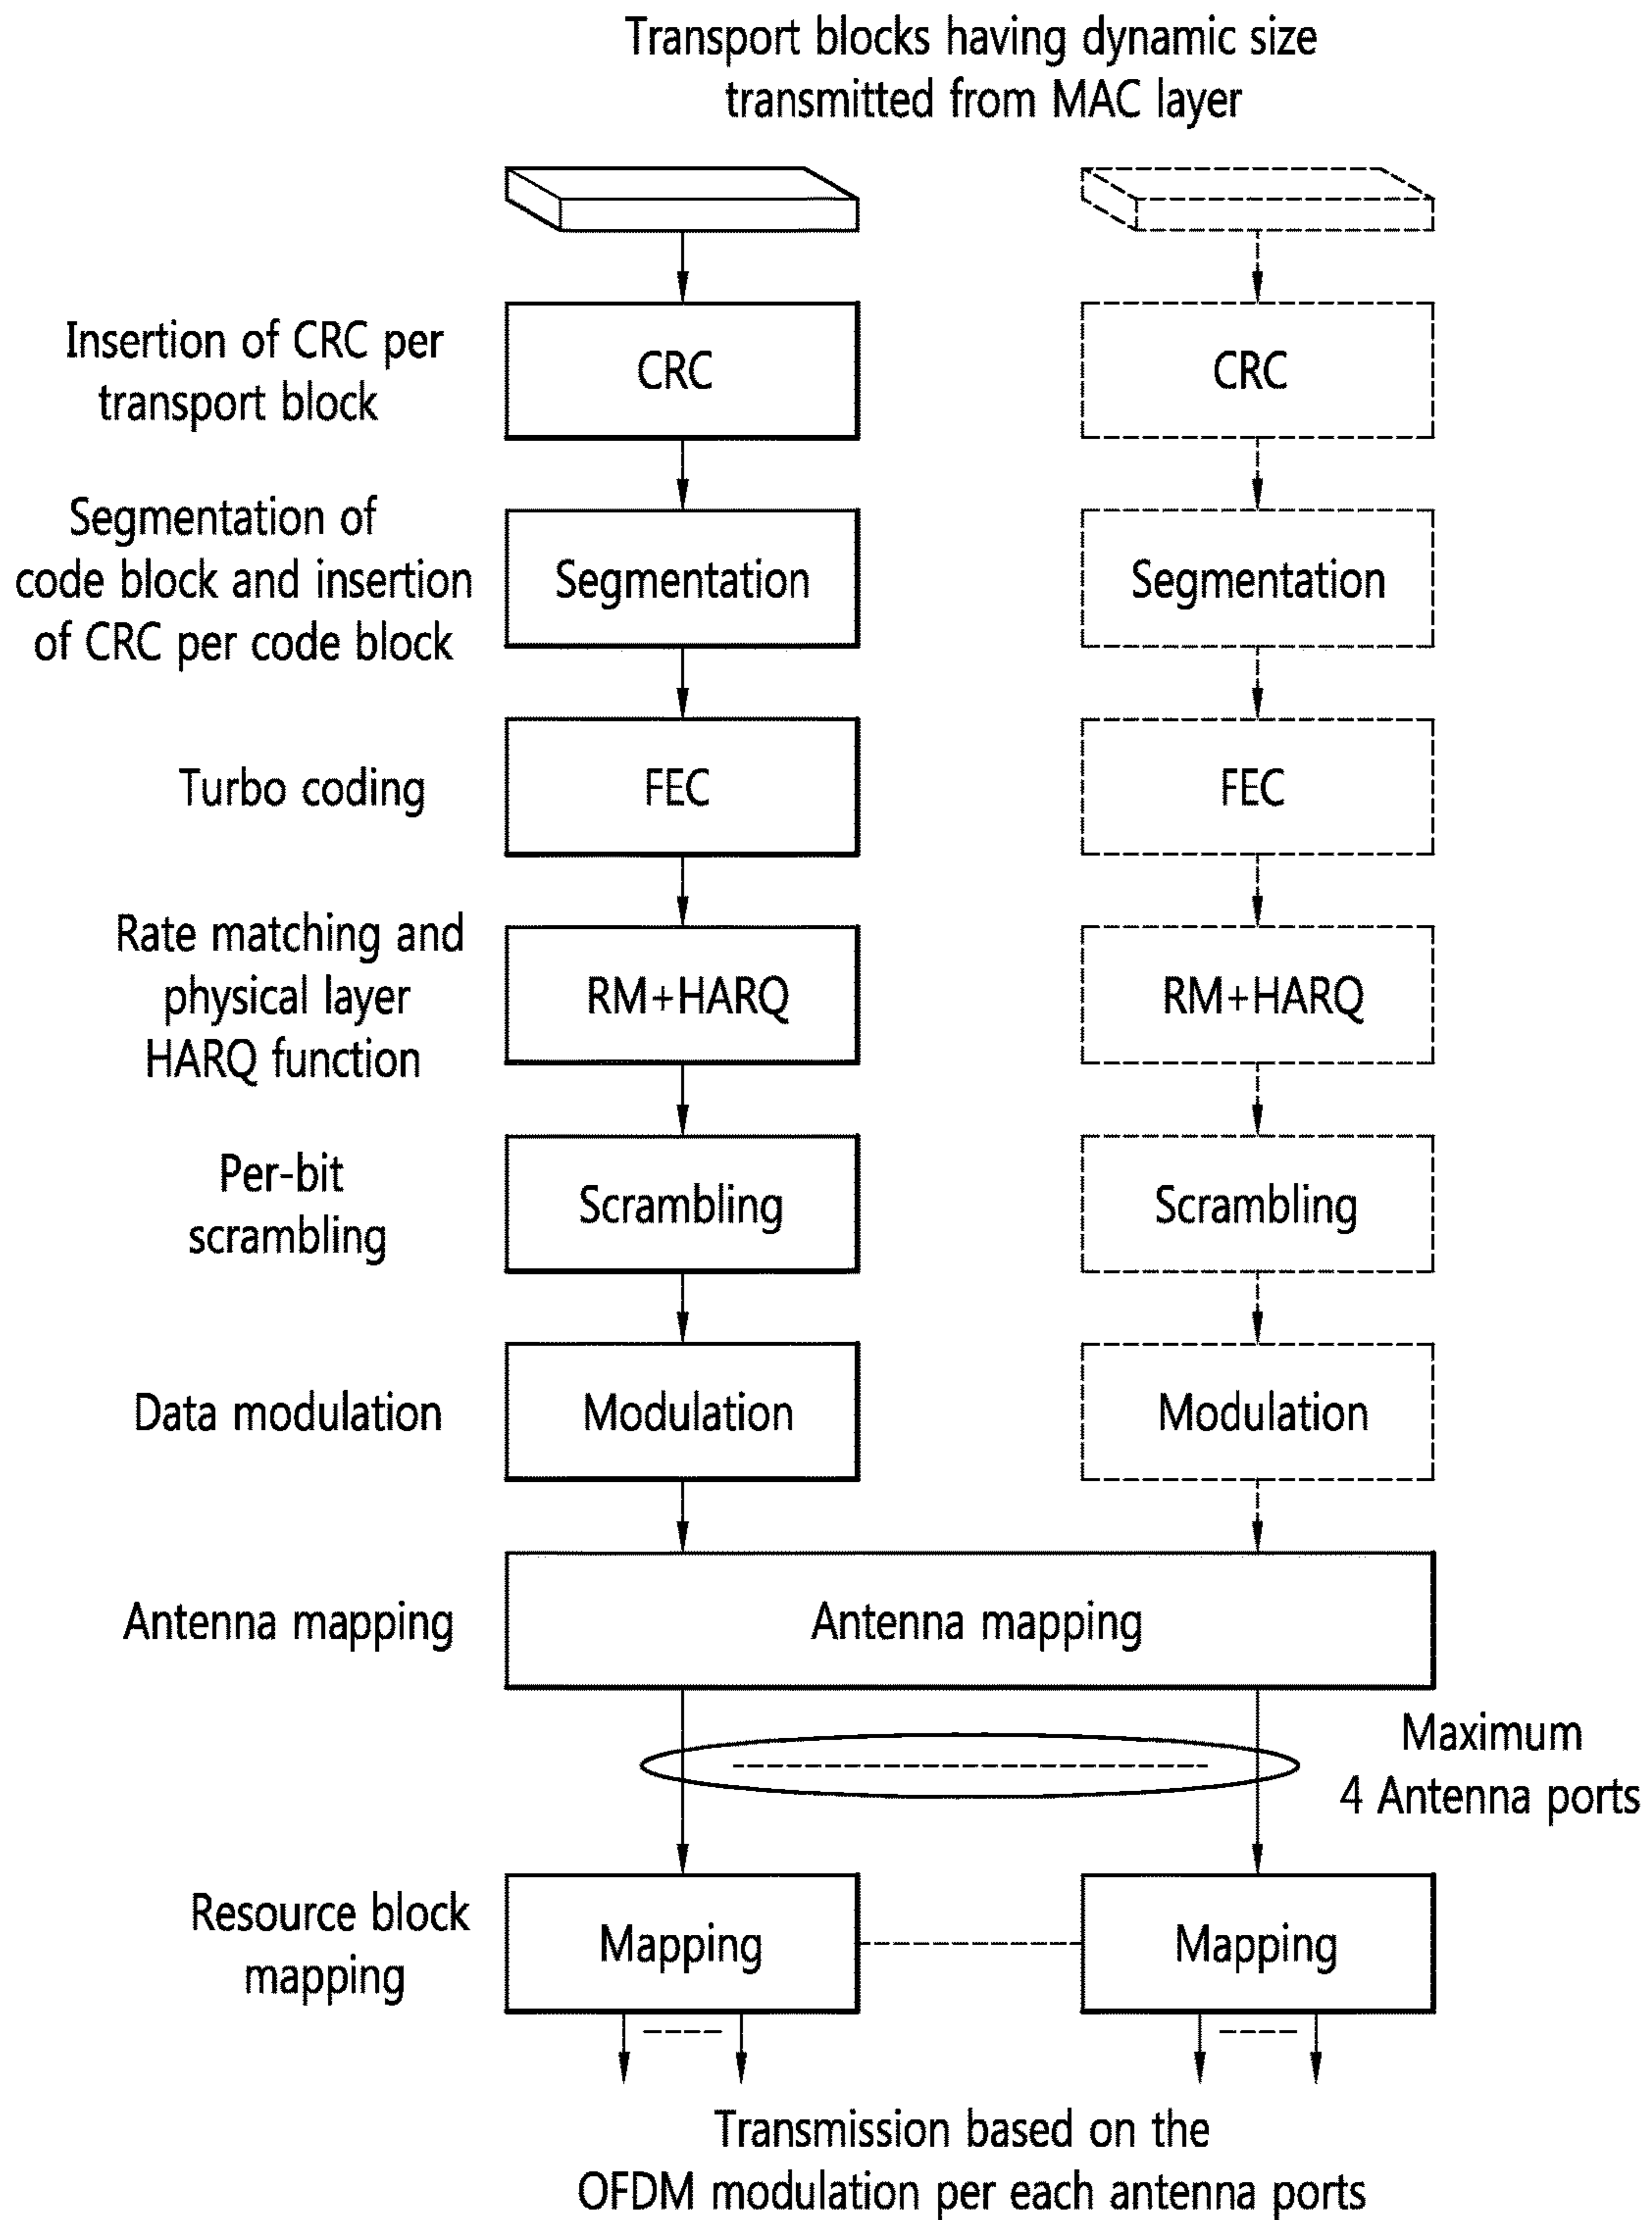 Transport blocks having dynamic size
transmitted from MAC layer
Insertion of CRC per
transport block
CRC
CRC
Segmentation of
code block and insertion
of CRC per code block
Segmentation
Segmentation
Turbo coding
FEC
FEC
Rate matching and
physical layer
HARQ function
RM+HARQ
RM+HARQ
Per-bit
scrambling
Scrambling
Scrambling
Data modulation
Modulation
Modulation
Antenna mapping
Antenna mapping
Maximum
4 Antenna ports
Resource block
mapping
Mapping
Mapping
Transmission based on the
OFDM modulation per each antenna ports